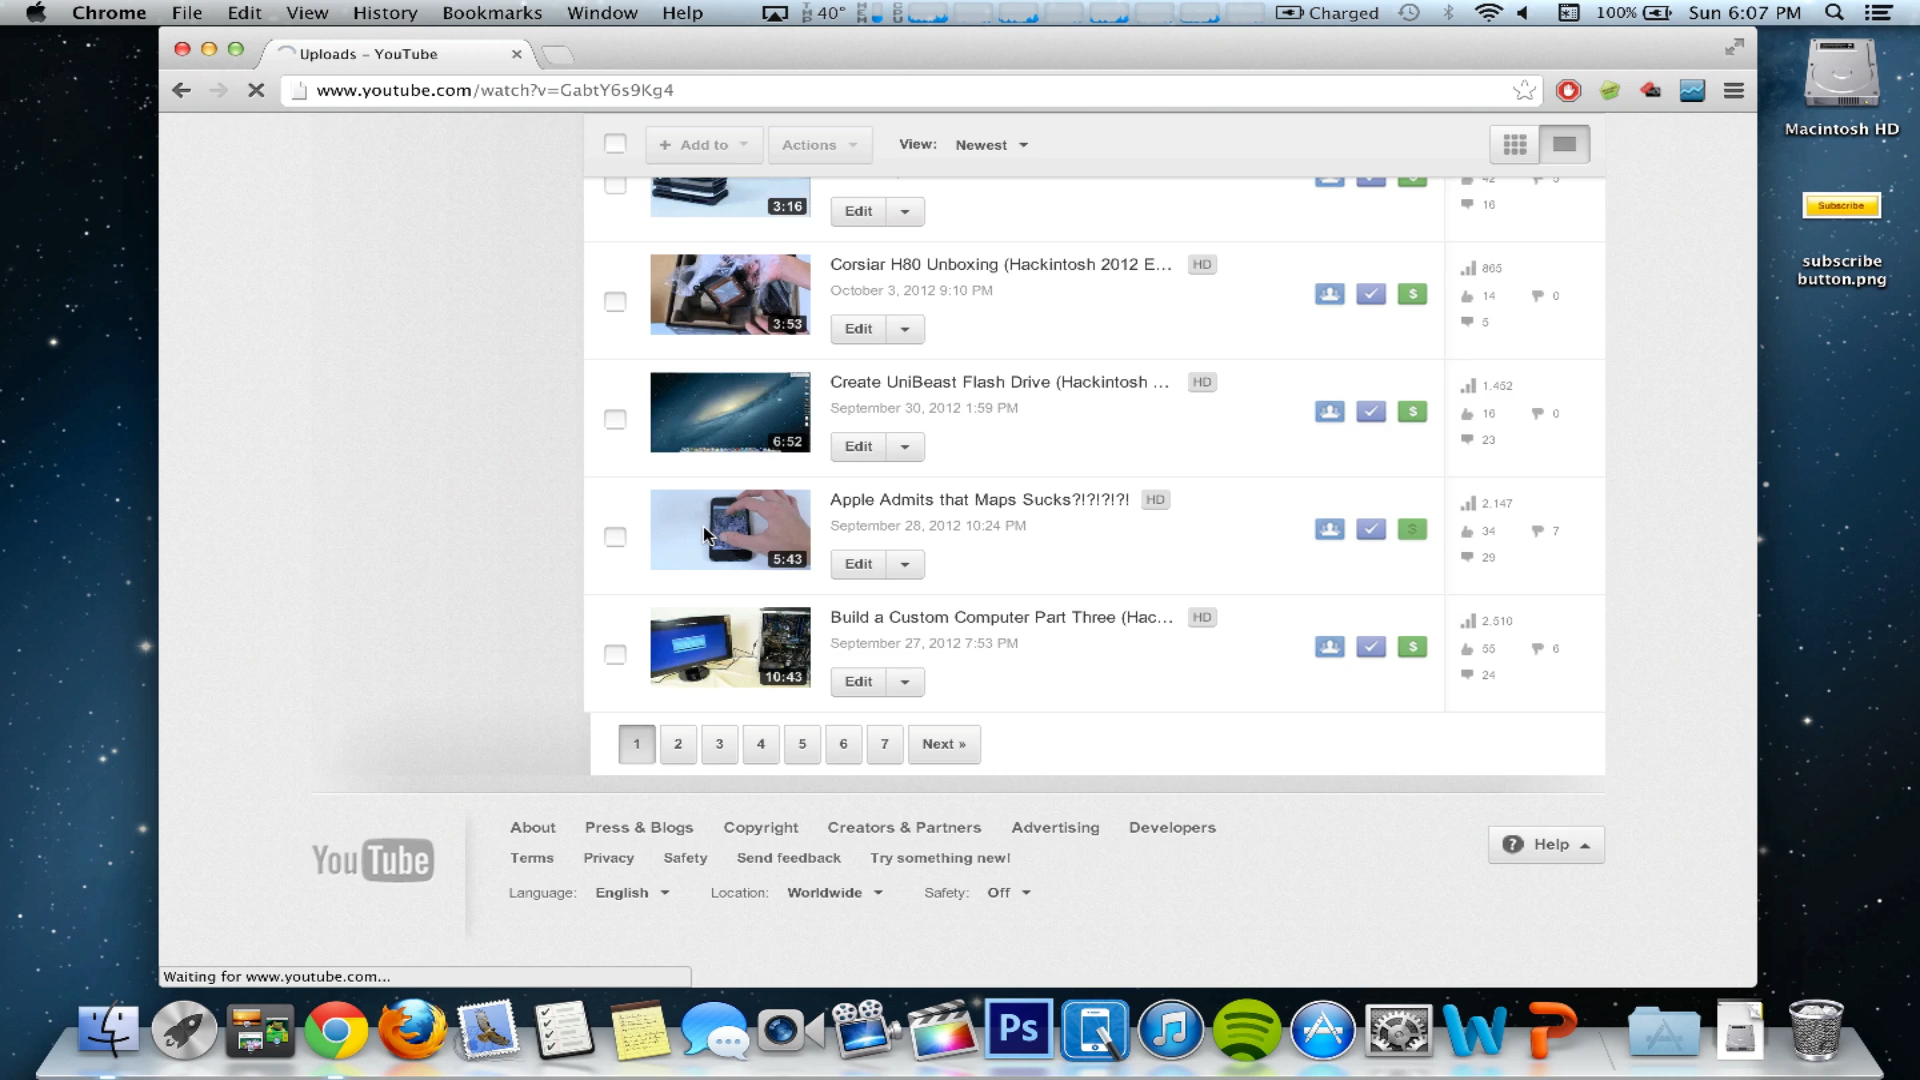 Chrome File Edit View History Bookmarks Window Help 40° Charged 100% Sun 6:07 PM
Uploads – YouTube
www.youtube.com/watch?v=GabtY6s9Kg4
Macintosh HD
+ Add to Actions View: Newest
3:16
Edit
42 5
16
Subscribe
subscribe
button.png
Corsiar H80 Unboxing (Hackintosh 2012 E... HD
October 3, 2012 9:10 PM
3:53
Edit
865
14 0
5
Create UniBeast Flash Drive (Hackintosh ... HD
September 30, 2012 1:59 PM
6:52
Edit
1,452
16 0
23
Apple Admits that Maps Sucks?!?!?!?! HD
September 28, 2012 10:24 PM
5:43
Edit
2,147
34 7
29
Build a Custom Computer Part Three (Hac... HD
September 27, 2012 7:53 PM
10:43
Edit
2,510
55 6
24
1 2 3 4 5 6 7 Next »
YouTube
About Press & Blogs Copyright Creators & Partners Advertising Developers
Terms Privacy Safety Send feedback Try something new!
Language: English Location: Worldwide Safety: Off
? Help
Waiting for www.youtube.com...
Ps